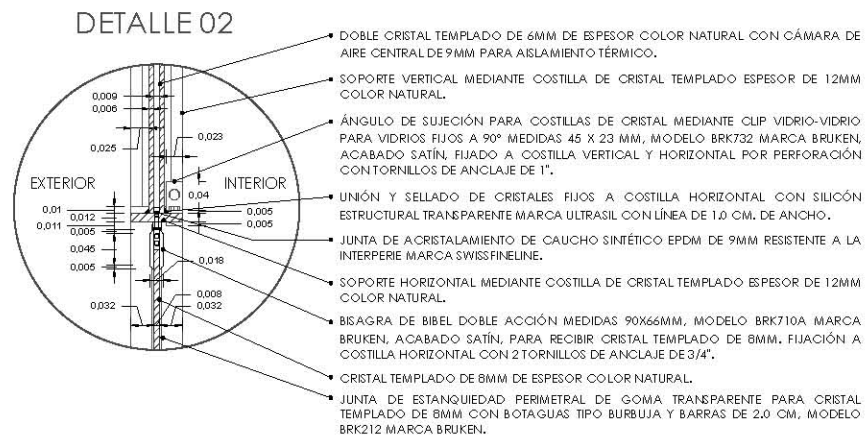 DETALLE 02
DOBLE CRISTAL TEMPLADO DE 6MM DE ESPESOR COLOR NATURAL CON CÁMARA DE
AIRE CENTRAL DE 9MM PARA AISLAMIENTO TÉRMICO.
SOPORTE VERTICAL MEDIANTE COSTILLA DE CRISTAL TEMPLADO ESPESOR DE 12MM
COLOR NATURAL.
ÁNGULO DE SUJECIÓN PARA COSTILLAS DE CRISTAL MEDIANTE CLIP VIDRIO-VIDRIO
PARA VIDRIOS FIJOS A 90° MEDIDAS 45 X 23 MM, MODELO BRK732 MARCA BRUKEN,
ACABADO SATÍN, FIJADO A COSTILLA VERTICAL Y HORIZONTAL POR PERFORACIÓN
CON TORNILLOS DE ANCLAJE DE 1".
UNIÓN Y SELLADO DE CRISTALES FIJOS A COSTILLA HORIZONTAL CON SILICÓN
ESTRUCTURAL TRANSPARENTE MARCA ULTRASIL CON LÍNEA DE 1.0 CM. DE ANCHO.
JUNTA DE ACRISTALAMIENTO DE CAUCHO SINTÉTICO EPDM DE 9MM RESISTENTE A LA
INTERPERIE MARCA SWISSFINELINE.
SOPORTE HORIZONTAL MEDIANTE COSTILLA DE CRISTAL TEMPLADO ESPESOR DE 12MM
COLOR NATURAL.
BISAGRA DE BIBEL DOBLE ACCIÓN MEDIDAS 90X66MM, MODELO BRK710A MARCA
BRUKEN, ACABADO SATÍN, PARA RECIBIR CRISTAL TEMPLADO DE 8MM. FIJACIÓN A
COSTILLA HORIZONTAL CON 2 TORNILLOS DE ANCLAJE DE 3/4".
CRISTAL TEMPLADO DE 8MM DE ESPESOR COLOR NATURAL.
JUNTA DE ESTANQUIEDAD PERIMETRAL DE GOMA TRANSPARENTE PARA CRISTAL
TEMPLADO DE 8MM CON BOTAGUAS TIPO BURBUJA Y BARRAS DE 2.0 CM, MODELO
BRK212 MARCA BRUKEN.
0,009
0,006
0,023
0,025
EXTERIOR
INTERIOR
0,04
0,01
0,012
0,011
0,005
0,005
0,005
0,045
0,005
0,018
0,008
0,032
0,032